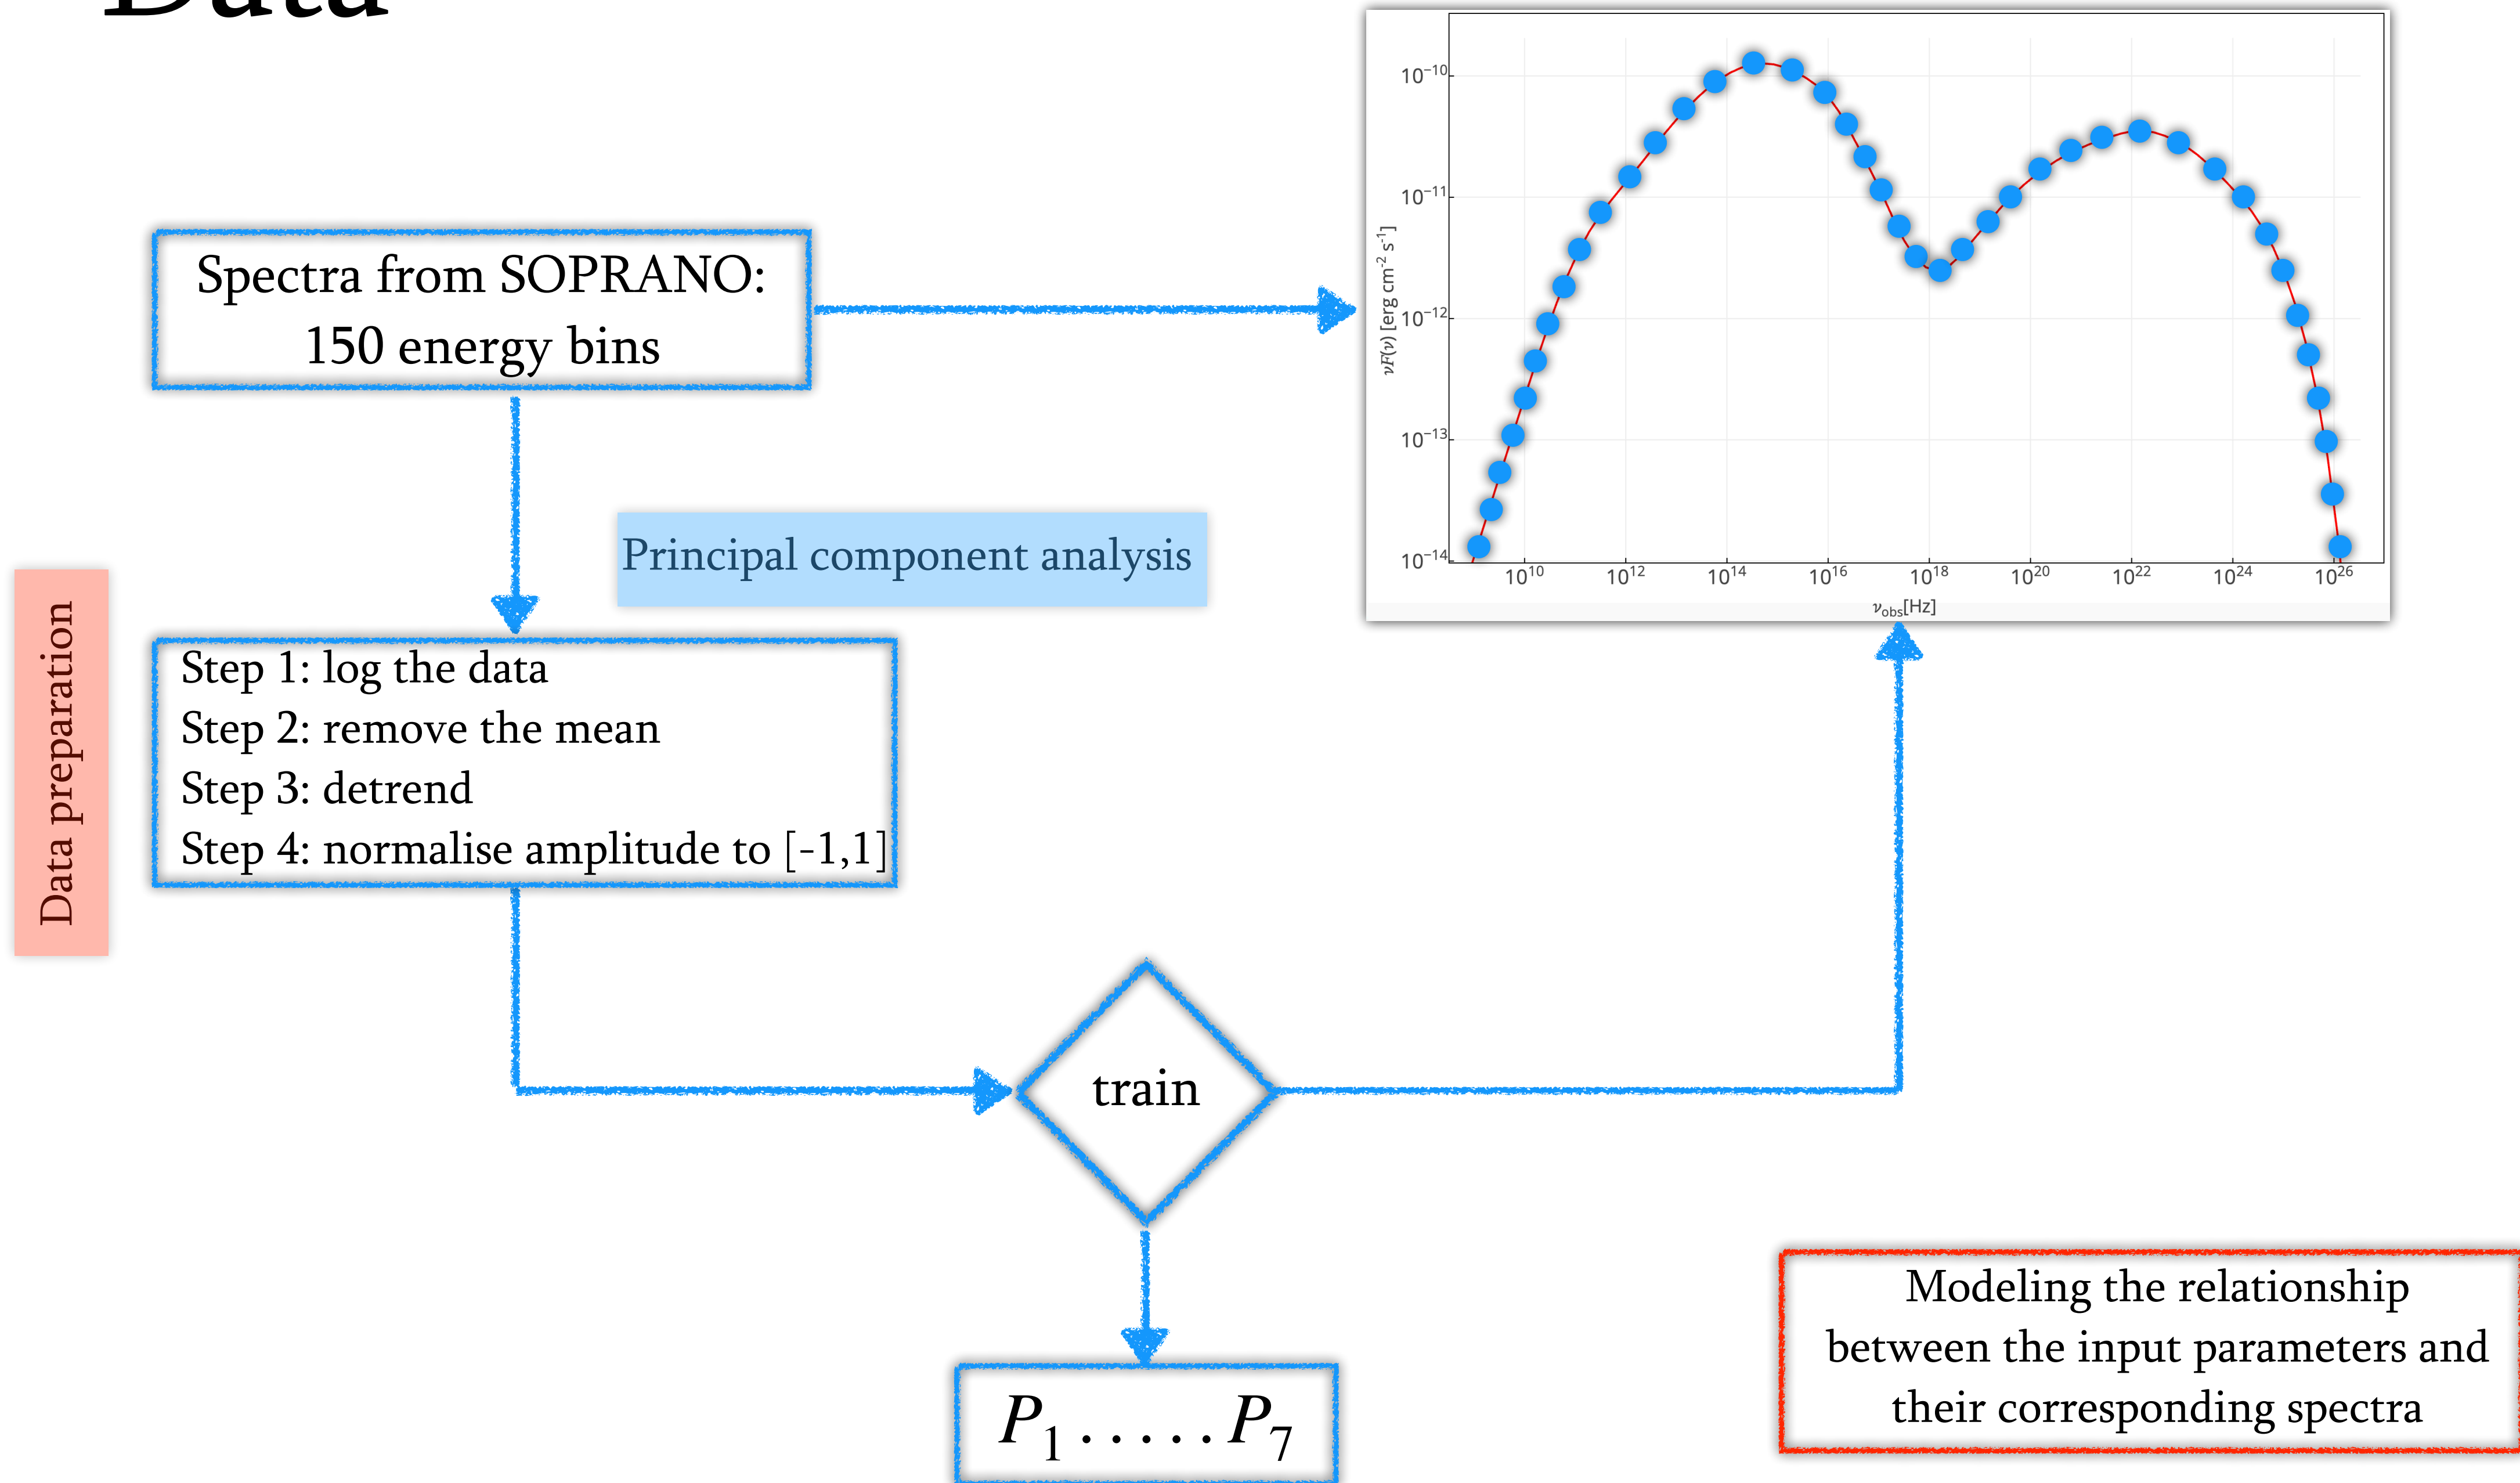 Data
Spectra from SOPRANO:
150 energy bins
Principal component analysis
Data preparation
Step 1: log the data
Step 2: remove the mean
Step 3: detrend
Step 4: normalise amplitude to [-1,1]
train
P₁.....P₇
νF(ν) [erg cm⁻² s⁻¹]
10⁻¹⁰
10⁻¹¹
10⁻¹²
10⁻¹³
10⁻¹⁴
10¹⁰ 10¹² 10¹⁴ 10¹⁶ 10¹⁸ 10²⁰ 10²² 10²⁴ 10²⁶
ν_obs[Hz]
Modeling the relationship
between the input parameters and
their corresponding spectra